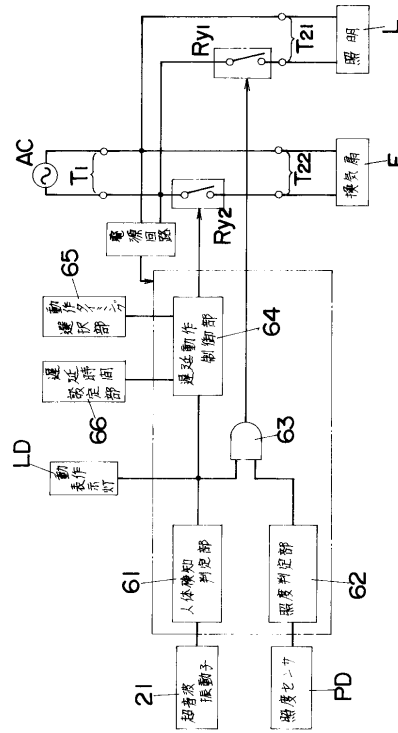 AC
T1
Ry1
Ry2
T21
T22
照明
L
換気扇
F
電源回路
65
動作タイミング
選択部
遅延時間
設定部
66
遅延動作
制御部
64
LD
動作
表示灯
63
61
人体検知
判定部
照度判定部
62
21
超音波
振動子
照度センサ
PD